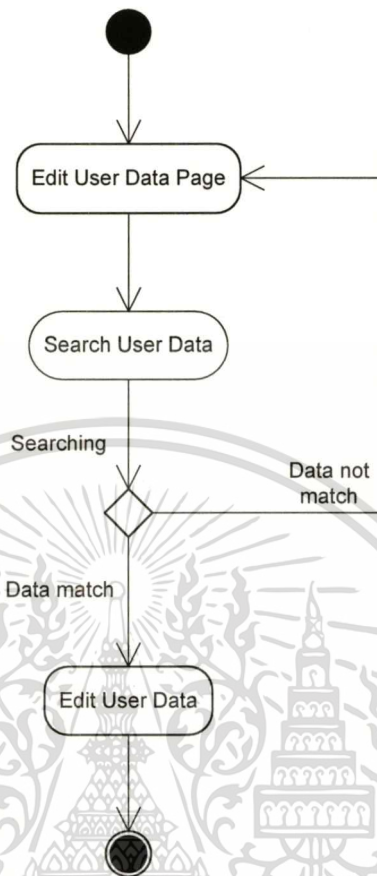 Edit User Data Page
Search User Data
Searching
Data not
match
Data match
Edit User Data